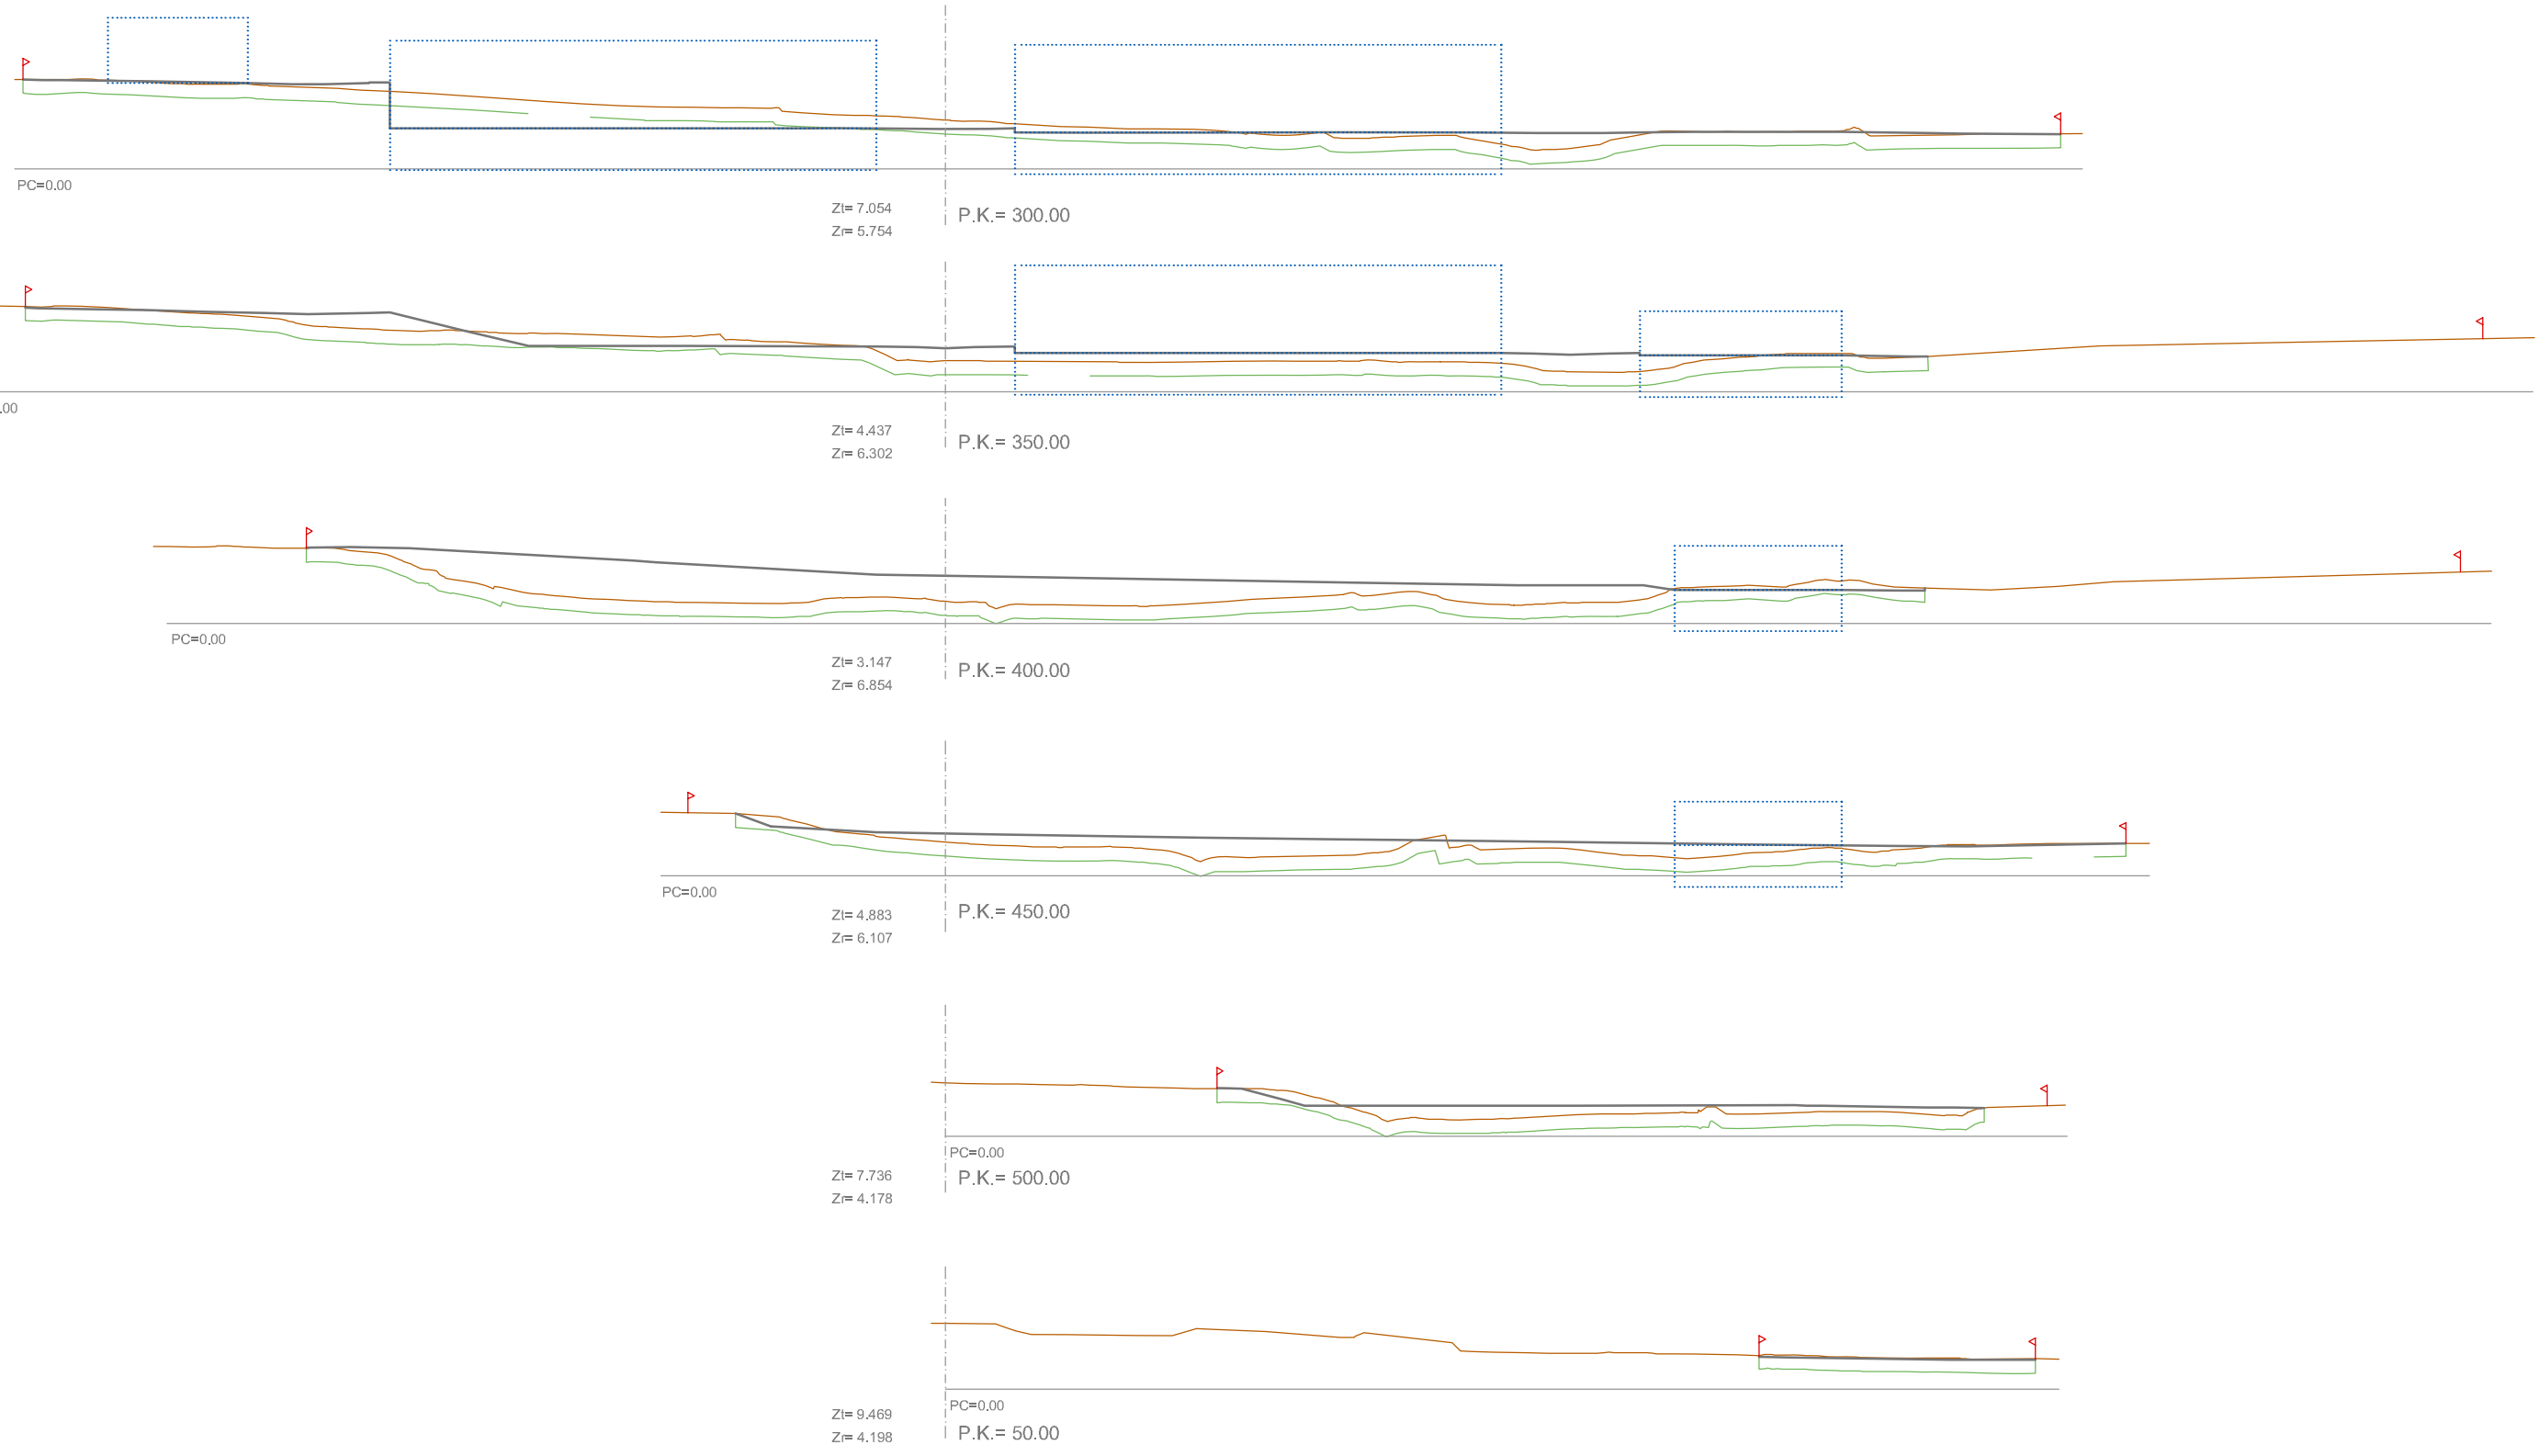 PC=0.00
Zt= 7.054
P.K.= 300.00
Zr= 5.754
.00
Zt= 4.437
P.K.= 350.00
Zr= 6.302
PC=0.00
Zt= 3.147
P.K.= 400.00
Zr= 6.854
PC=0.00
Zt= 4.883
P.K.= 450.00
Zr= 6.107
PC=0.00
Zt= 7.736
P.K.= 500.00
Zr= 4.178
PC=0.00
Zt= 9.469
P.K.= 50.00
Zr= 4.198